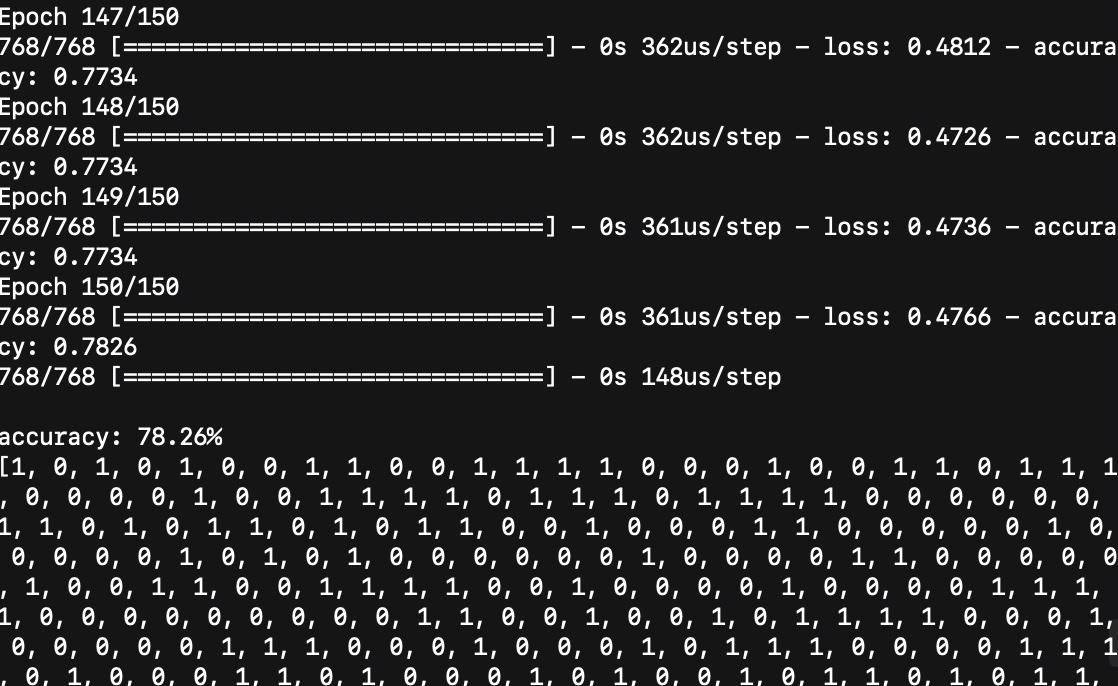 Epoch 147/150
768/768 [==============================] - 0s 362us/step - loss: 0.4812 - accura
cy: 0.7734
Epoch 148/150
768/768 [==============================] - 0s 362us/step - loss: 0.4726 - accura
cy: 0.7734
Epoch 149/150
768/768 [==============================] - 0s 361us/step - loss: 0.4736 - accura
cy: 0.7734
Epoch 150/150
768/768 [==============================] - 0s 361us/step - loss: 0.4766 - accura
cy: 0.7826
768/768 [==============================] - 0s 148us/step
accuracy: 78.26%
[1, 0, 1, 0, 1, 0, 0, 1, 1, 0, 0, 1, 1, 1, 1, 0, 0, 0, 1, 0, 0, 1, 1, 0, 1, 1, 1
, 0, 0, 0, 0, 1, 0, 0, 1, 1, 1, 1, 0, 1, 1, 1, 0, 1, 1, 1, 1, 0, 0, 0, 0, 0, 0,
1, 1, 0, 1, 0, 1, 1, 0, 1, 0, 1, 1, 0, 0, 1, 0, 0, 0, 1, 1, 0, 0, 0, 0, 0, 1, 0,
0, 0, 0, 0, 1, 0, 1, 0, 1, 0, 0, 0, 0, 0, 0, 1, 0, 0, 0, 0, 1, 1, 0, 0, 0, 0, 0
, 1, 0, 0, 1, 1, 0, 0, 1, 1, 1, 1, 0, 0, 1, 0, 0, 0, 0, 1, 0, 0, 0, 0, 1, 1, 1,
1, 0, 0, 0, 0, 0, 0, 0, 0, 0, 1, 1, 0, 0, 1, 0, 0, 1, 0, 1, 1, 1, 1, 0, 0, 0, 1,
0, 0, 0, 0, 0, 1, 1, 1, 0, 0, 0, 1, 0, 0, 0, 1, 0, 1, 1, 1, 0, 0, 0, 0, 1, 1, 1
, 0, 1, 0, 0, 0, 1, 0, 1, 0, 0, 0, 1, 0, 1, 0, 0, 1, 0, 1, 1, 0, 1, 0, 1, 1,